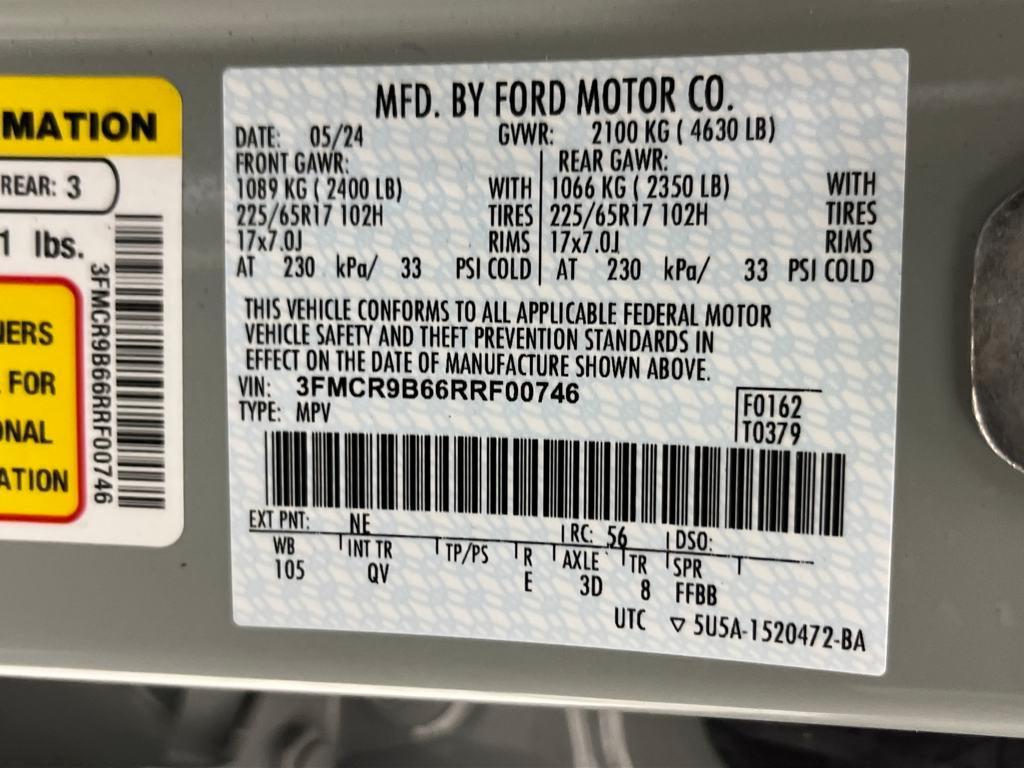 MATION
REAR: 3
1 lbs.
NERS
FOR
ONAL
ATION
3FMCR9B66RRF00746
MFD. BY FORD MOTOR CO.
DATE: 05/24 GVWR: 2100 KG ( 4630 LB)
FRONT GAWR: REAR GAWR:
1089 KG ( 2400 LB) WITH 1066 KG ( 2350 LB) WITH
225/65R17 102H TIRES 225/65R17 102H TIRES
17x7.0J RIMS 17x7.0J RIMS
AT 230 kPa/ 33 PSI COLD AT 230 kPa/ 33 PSI COLD
THIS VEHICLE CONFORMS TO ALL APPLICABLE FEDERAL MOTOR
VEHICLE SAFETY AND THEFT PREVENTION STANDARDS IN
EFFECT ON THE DATE OF MANUFACTURE SHOWN ABOVE.
VIN: 3FMCR9B66RRF00746
TYPE: MPV
F0162
T0379
EXT PNT: NE RC: 56 DSO:
WB INT TR TP/PS R AXLE TR SPR
105 QV E 3D 8 FFBB
UTC ▽ 5U5A-1520472-BA